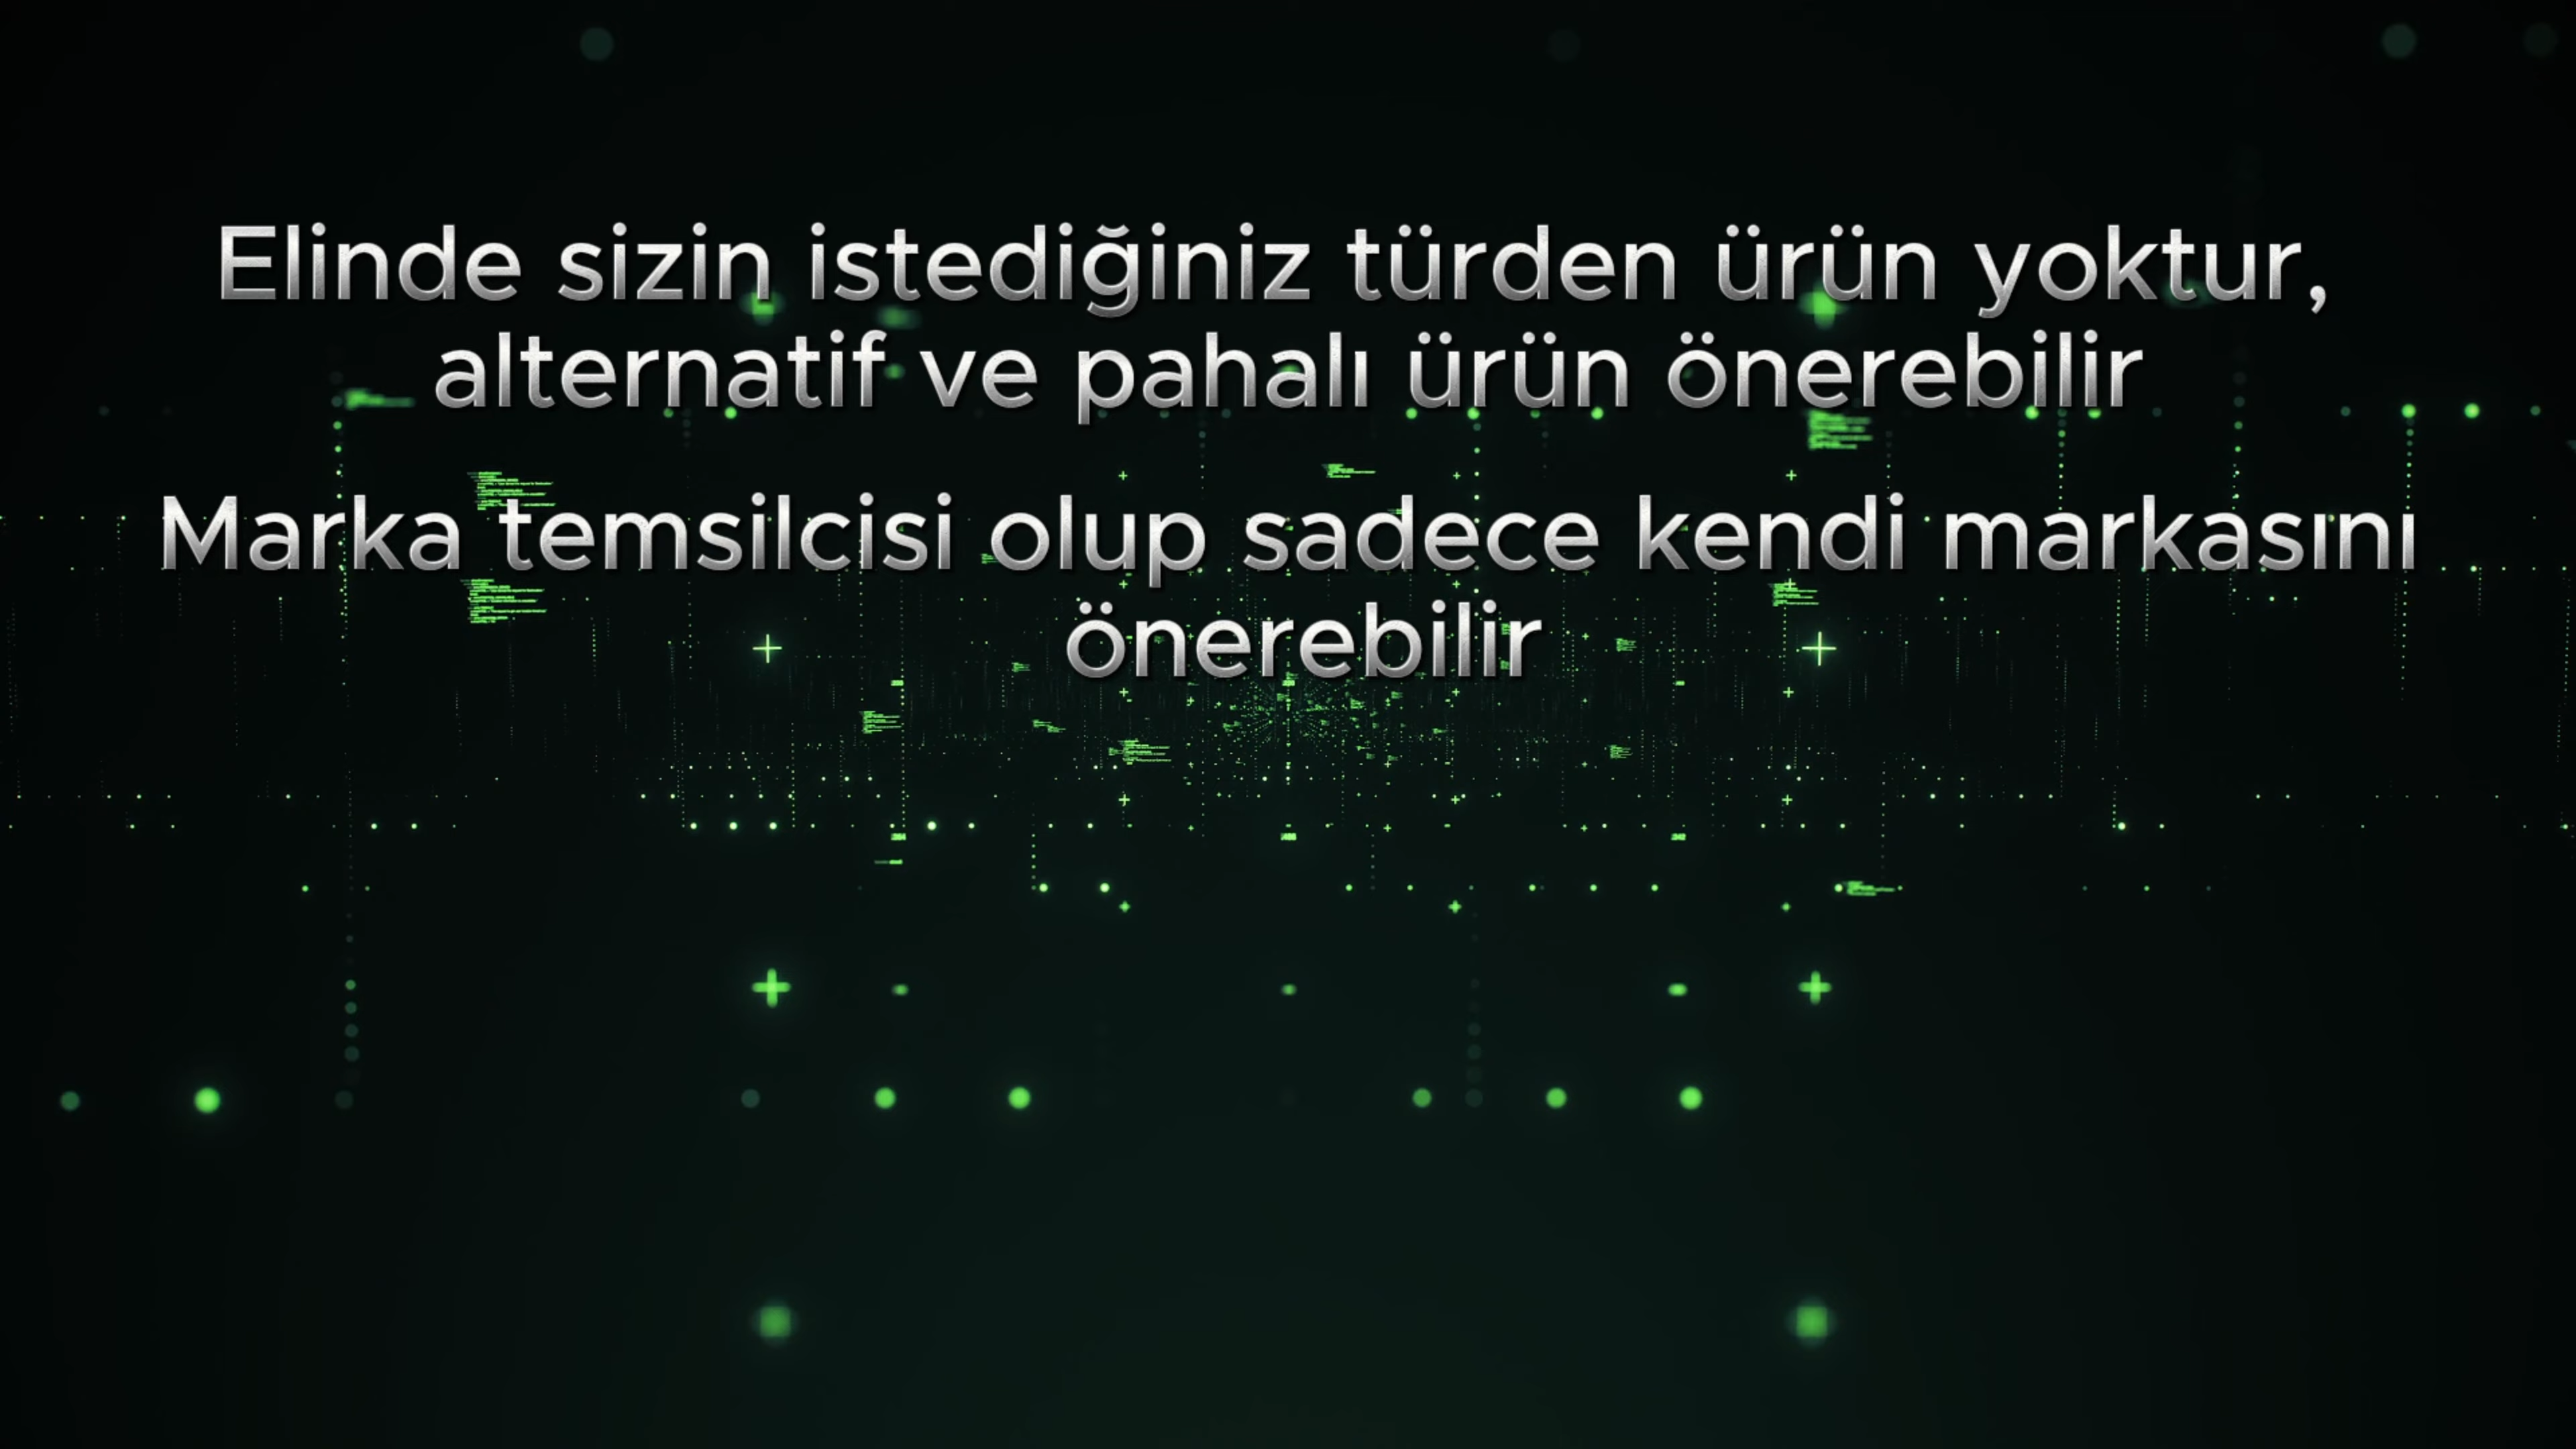 Elinde sizin istediğiniz türden ürün yoktur,
alternatif ve pahalı ürün önerebilir
Marka temsilcisi olup sadece kendi markasını
önerebilir